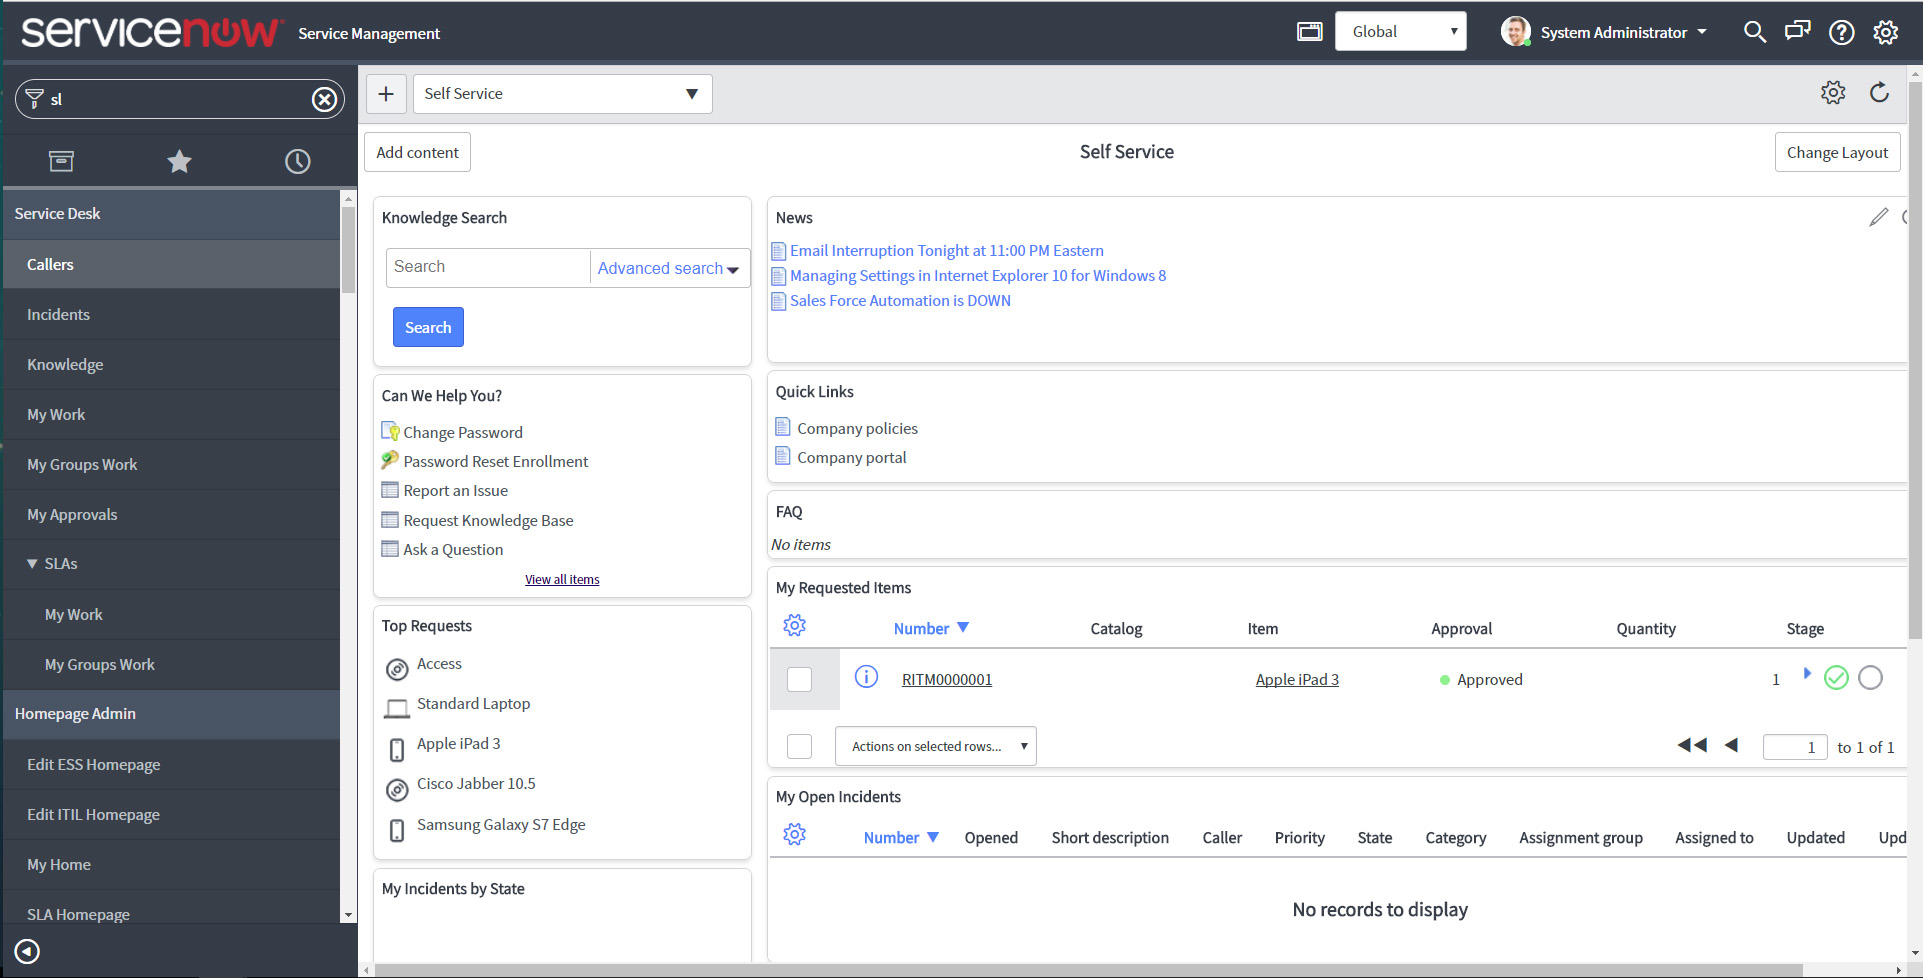 servicenow Service Management
Global
System Administrator
sl
Self Service
Add content
Self Service
Change Layout
Service Desk
Callers
Incidents
Knowledge
My Work
My Groups Work
My Approvals
SLAs
My Work
My Groups Work
Homepage Admin
Edit ESS Homepage
Edit ITIL Homepage
My Home
SLA Homepage
Knowledge Search
Search
Advanced search
Search
Can We Help You?
Change Password
Password Reset Enrollment
Report an Issue
Request Knowledge Base
Ask a Question
View all items
Top Requests
Access
Standard Laptop
Apple iPad 3
Cisco Jabber 10.5
Samsung Galaxy S7 Edge
My Incidents by State
News
Email Interruption Tonight at 11:00 PM Eastern
Managing Settings in Internet Explorer 10 for Windows 8
Sales Force Automation is DOWN
Quick Links
Company policies
Company portal
FAQ
No items
My Requested Items
Number Catalog Item Approval Quantity Stage
RITM0000001 Apple iPad 3 Approved 1
Actions on selected rows...
1 to 1 of 1
My Open Incidents
Number Opened Short description Caller Priority State Category Assignment group Assigned to Updated Upd
No records to display